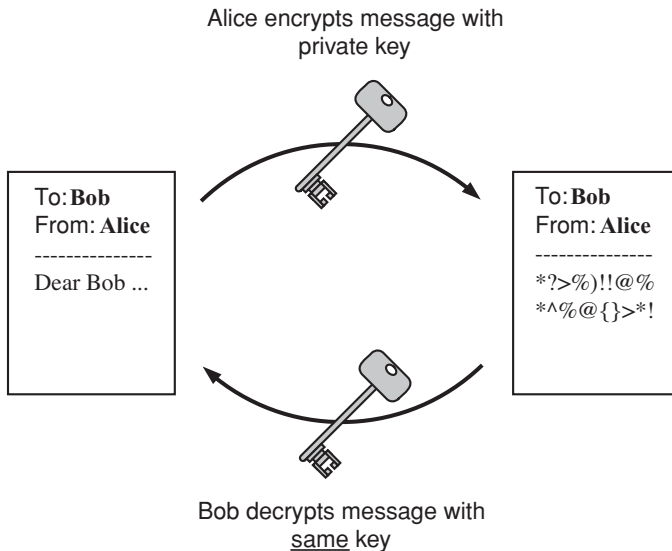 Alice encrypts message with
private key
To: Bob
From: Alice
---------------
Dear Bob ...
To: Bob
From: Alice
---------------
*?>%)!!@%
*^%@{}>*!
Bob decrypts message with
same key